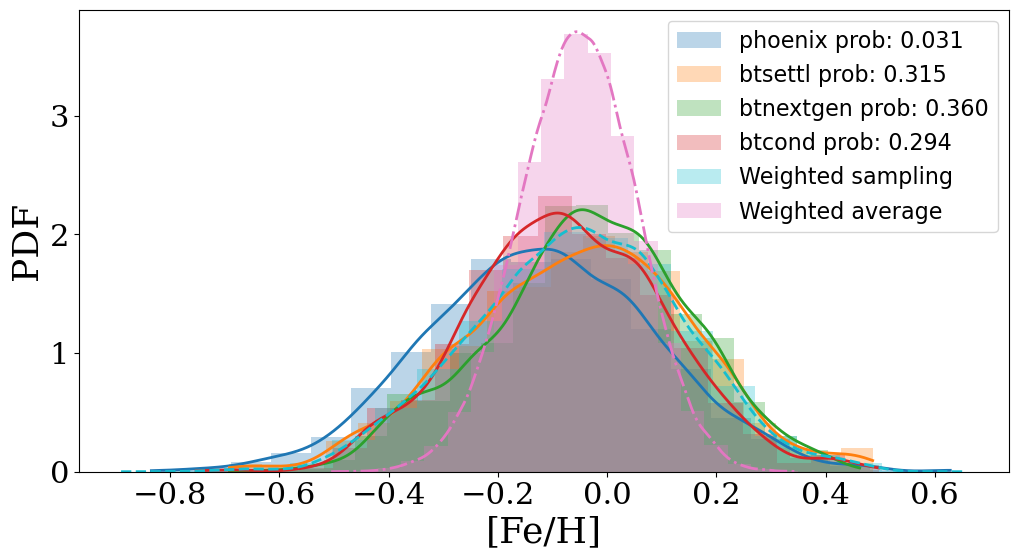 phoenix prob: 0.031
btsettl prob: 0.315
btnextgen prob: 0.360
btcond prob: 0.294
Weighted sampling
Weighted average
PDF
3
2
1
0
−0.8 −0.6 −0.4 −0.2 0.0 0.2 0.4 0.6
[Fe/H]